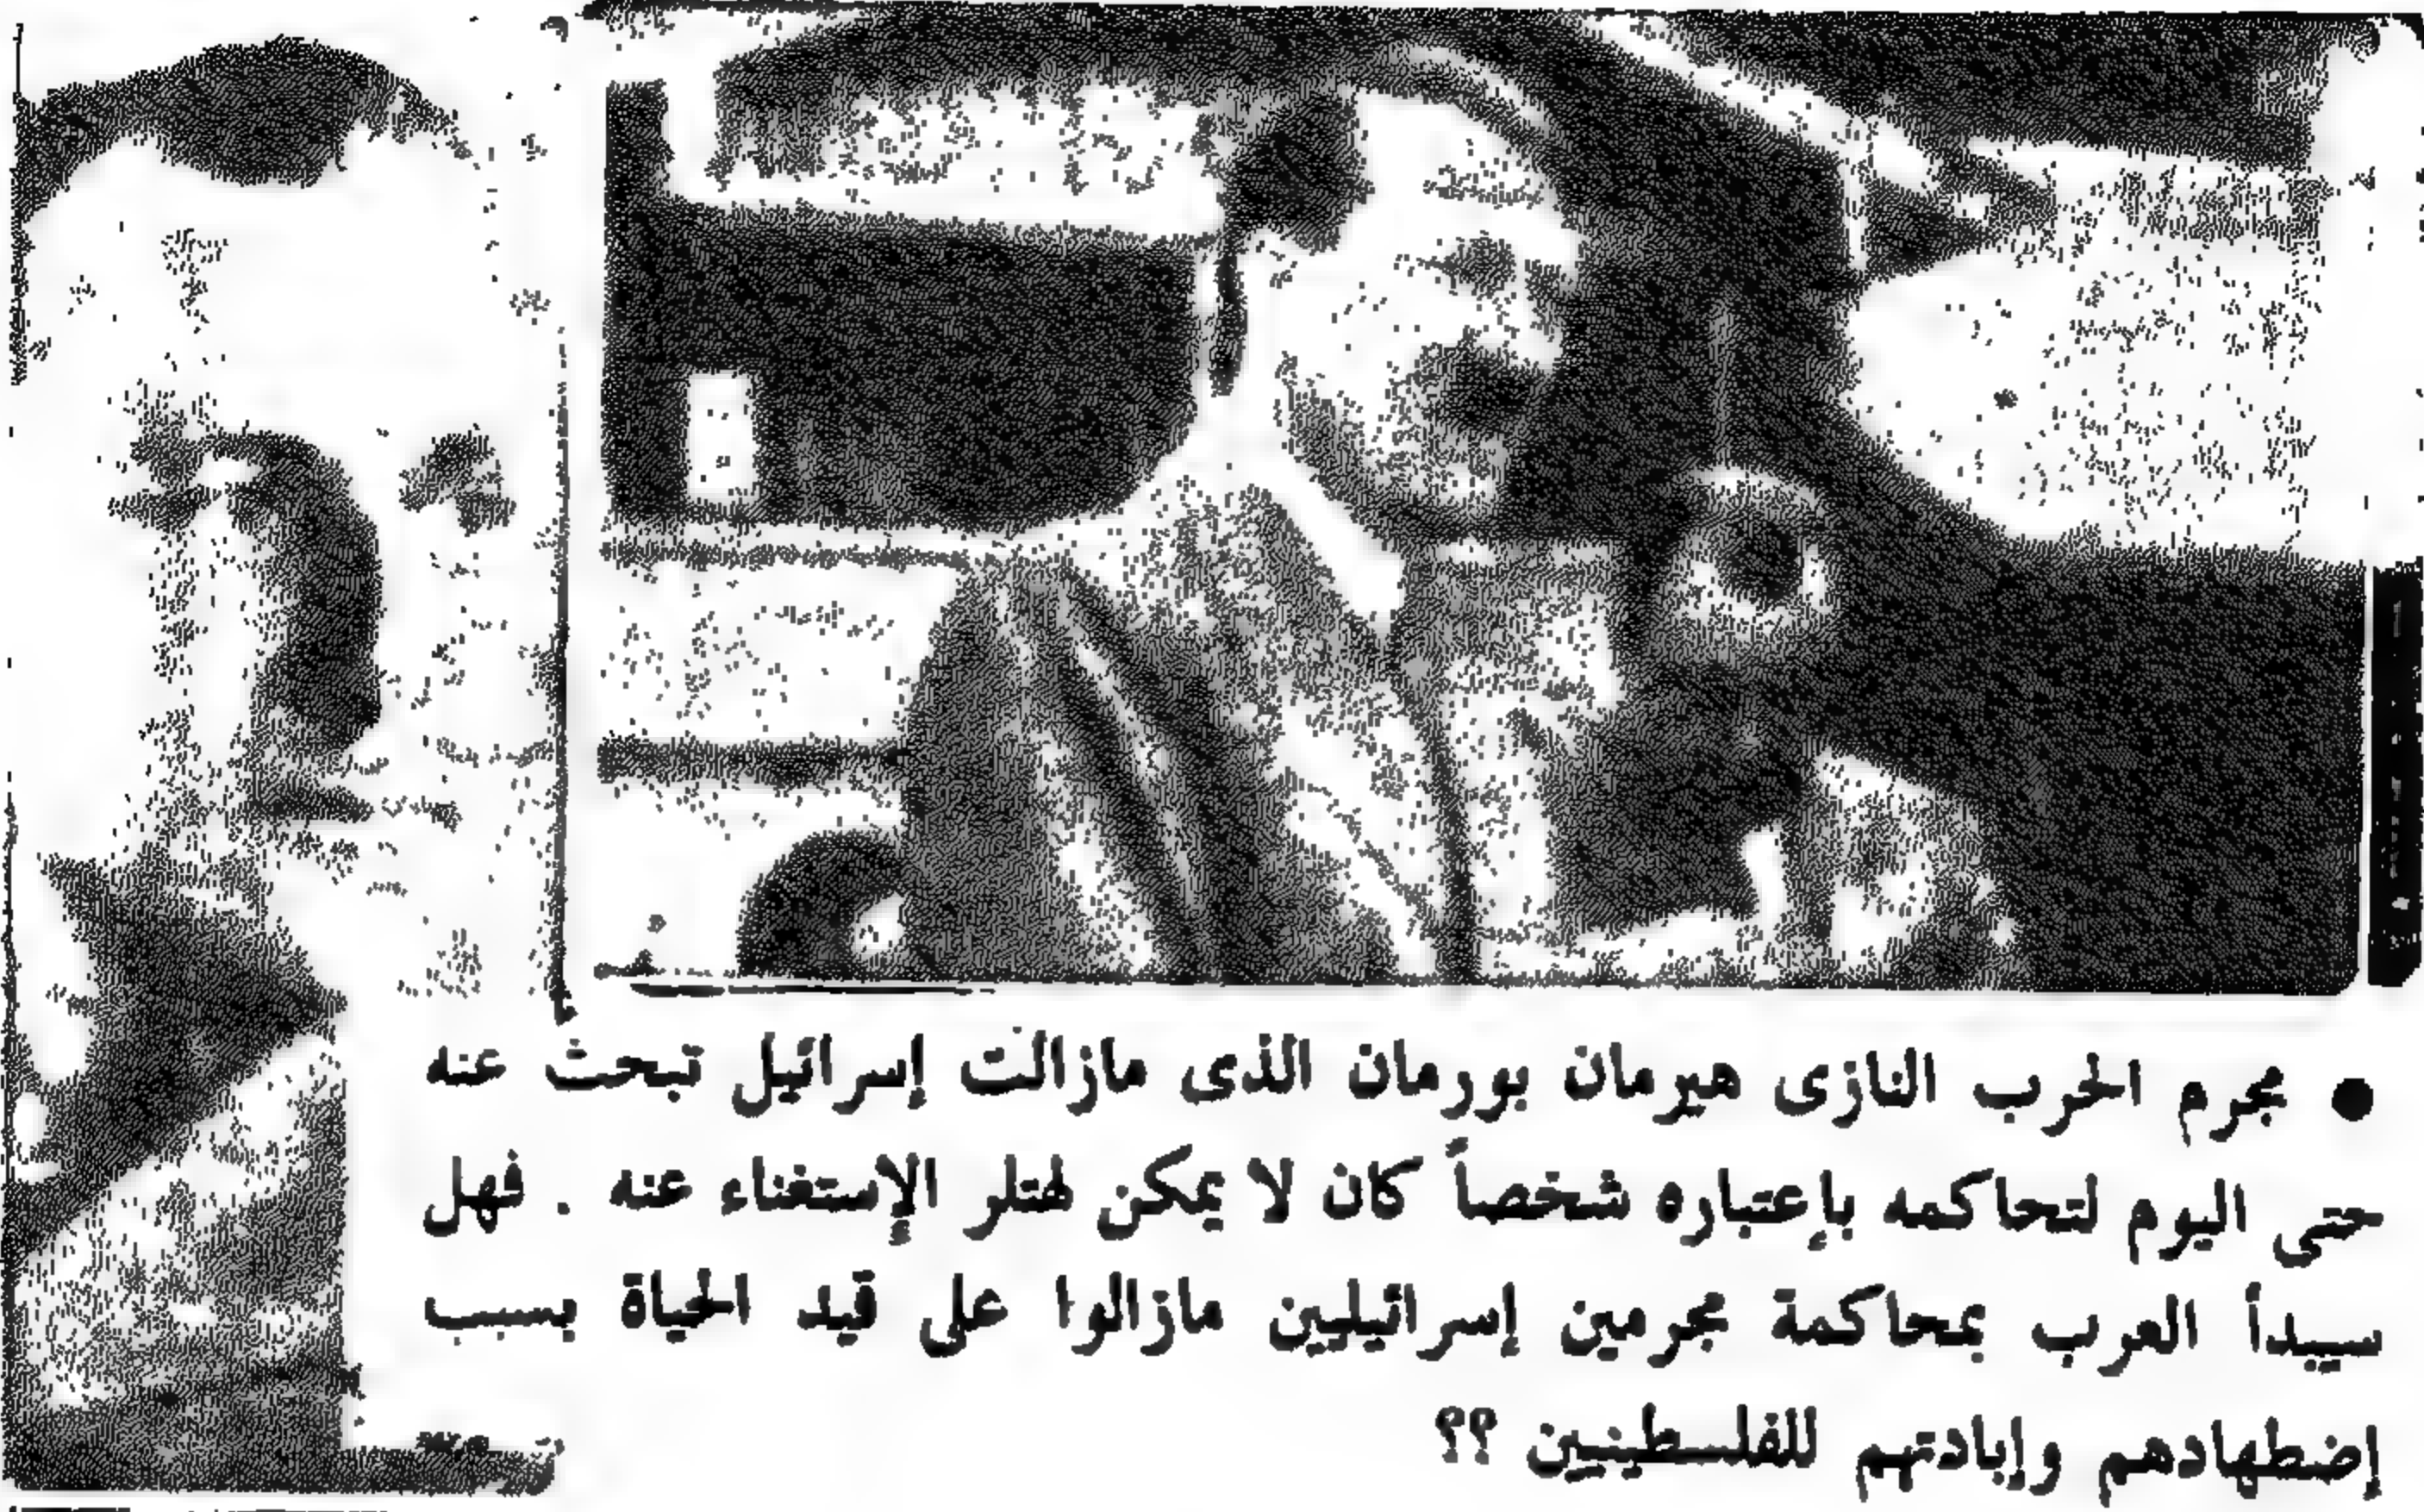 ● مجرم الحرب النازى هيرمان بورمان الذى مازالت إسرائيل تبحث عنه
حتى اليوم لتحاكمه بإعتباره شخصاً كان لا يمكن لهتلر الإستغناء عنه . فهل
سيبدأ العرب بمحاكمة مجرمين إسرائيليين مازالوا على قيد الحياة بسبب
إضطهادهم وإبادتهم للفلسطينيين ؟؟